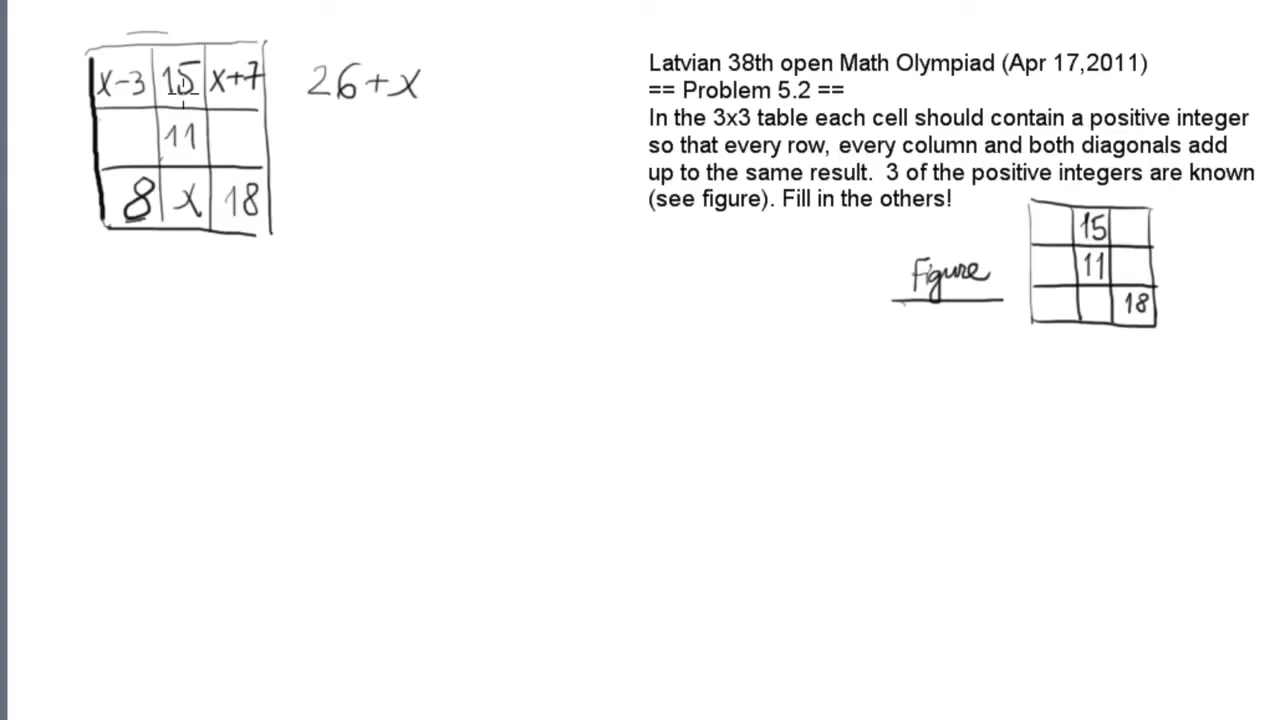 x-3 15 x+7 26+x
11
8 x 18
Latvian 38th open Math Olympiad (Apr 17,2011)
== Problem 5.2 ==
In the 3x3 table each cell should contain a positive integer
so that every row, every column and both diagonals add
up to the same result. 3 of the positive integers are known
(see figure). Fill in the others!
Figure
15
11
18